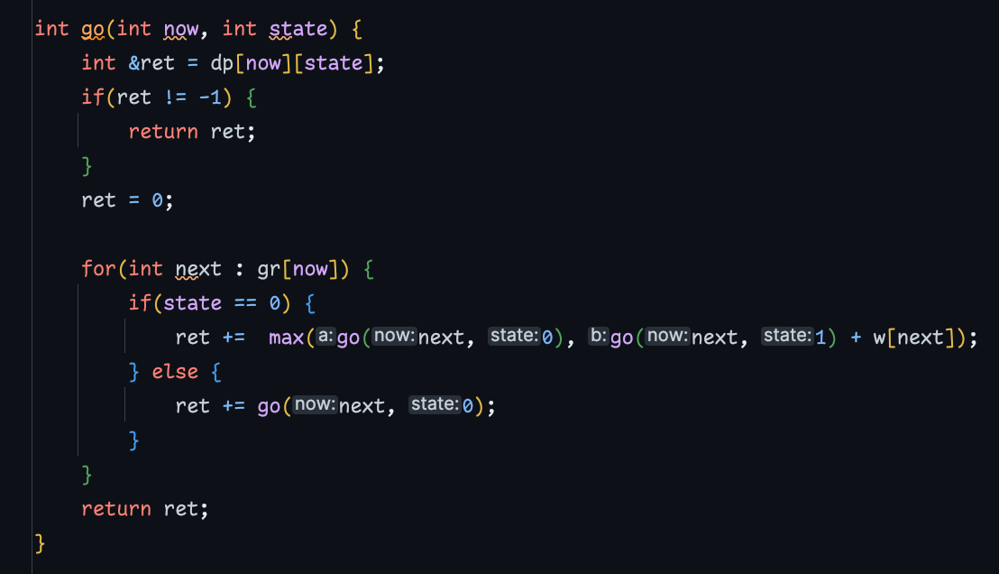 int go(int now, int state) {
    int &ret = dp[now][state];
    if(ret != -1) {
        return ret;
    }
    ret = 0;

    for(int next : gr[now]) {
        if(state == 0) {
            ret +=  max(a:go(now:next, state:0), b:go(now:next, state:1) + w[next]);
        } else {
            ret += go(now:next, state:0);
        }
    }
    return ret;
}